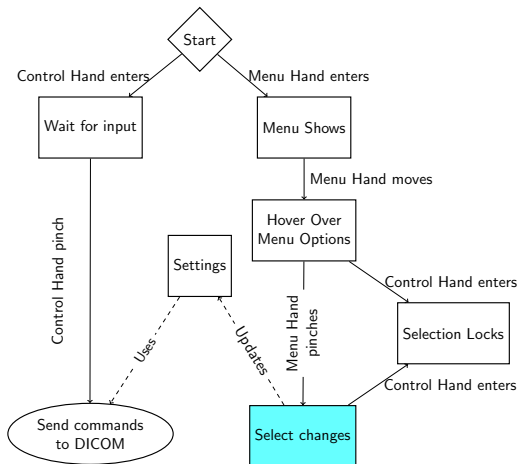 Start
Control Hand enters
Menu Hand enters
Wait for input
Menu Shows
Menu Hand moves
Hover Over
Menu Options
Control Hand pinch
Settings
Control Hand enters
Menu Hand
pinches
Selection Locks
Uses
Updates
Control Hand enters
Send commands
to DICOM
Select changes